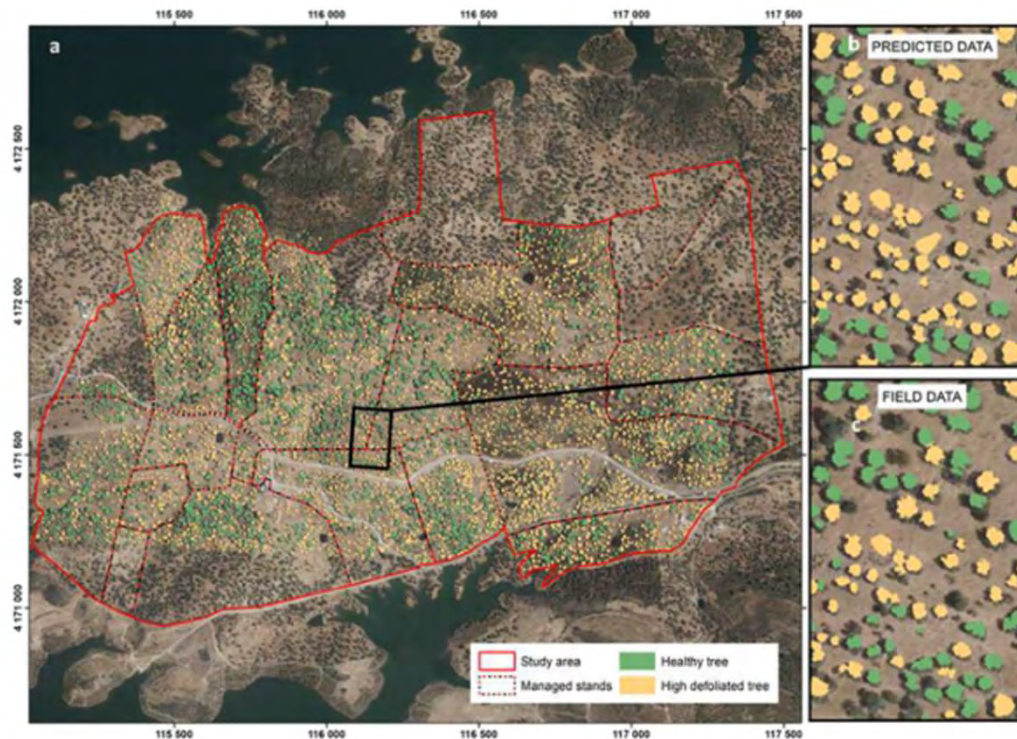 115 500 116 000 116 500 117 000 117 500
a
b
PREDICTED DATA
4 172 500
4 172 000
4 171 500
4 171 000
FIELD DATA
c
Study area
Healthy tree
Managed stands
High defoliated tree
115 500 116 000 116 500 117 000 117 500